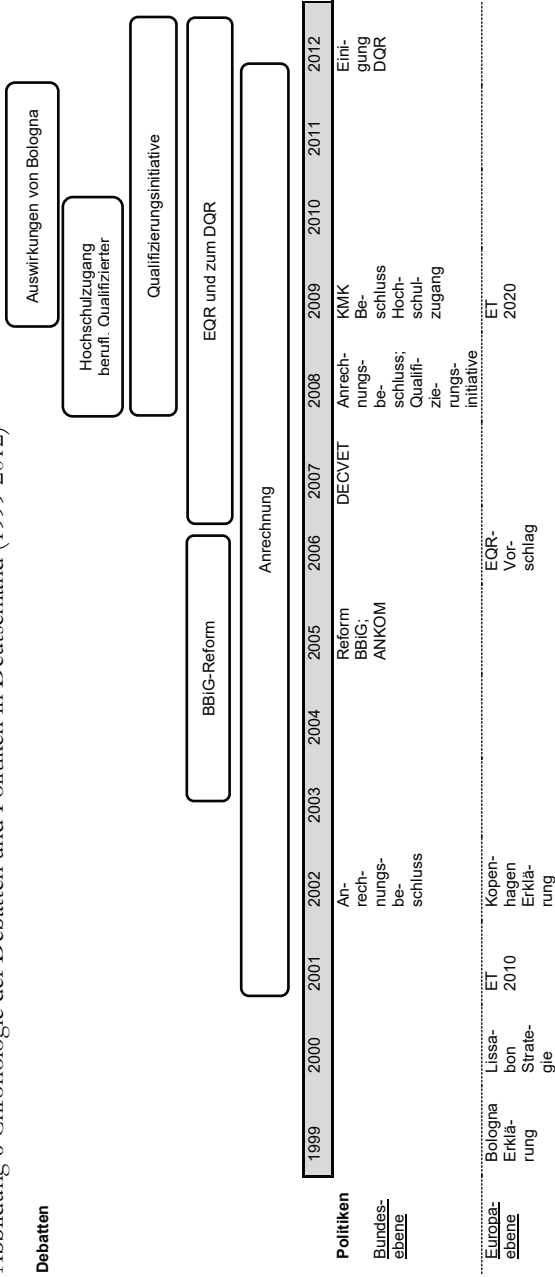 Abbildung 6 Chronologie der Debatten und Politiken in Deutschland (1999-2012)
Debatten
Auswirkungen von Bologna
Hochschulzugang
berufl. Qualifizierter
Qualifizierungsinitiative
BBiG-Reform
EQR und zum DQR
Anrechnung
1999
2000
2001
2002
2003
2004
2005
2006
2007
2008
2009
2010
2011
2012
Politiken
Bundes-
ebene
An-
rech-
nungs-
be-
schluss
Reform
BBiG;
ANKOM
DECVET
Anrech-
nungs-
be-
schluss;
Qualifi-
zie-
rungs-
initiative
KMK
Be-
schluss
Hoch-
schul-
zugang
Eini-
gung
DQR
Europa-
ebene
Bologna
Erklä-
rung
Lissa-
bon
Strate-
gie
ET
2010
Kopen-
hagen
Erklä-
rung
EQR-
Vor-
schlag
ET
2020